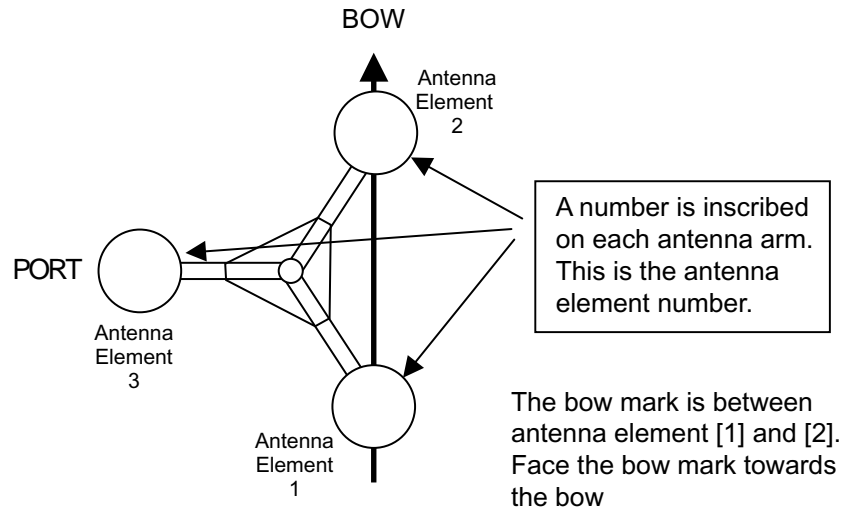 BOW
Antenna
Element
2
A number is inscribed
on each antenna arm.
This is the antenna
element number.
PORT
Antenna
Element
3
The bow mark is between
antenna element [1] and [2].
Face the bow mark towards
the bow
Antenna
Element
1